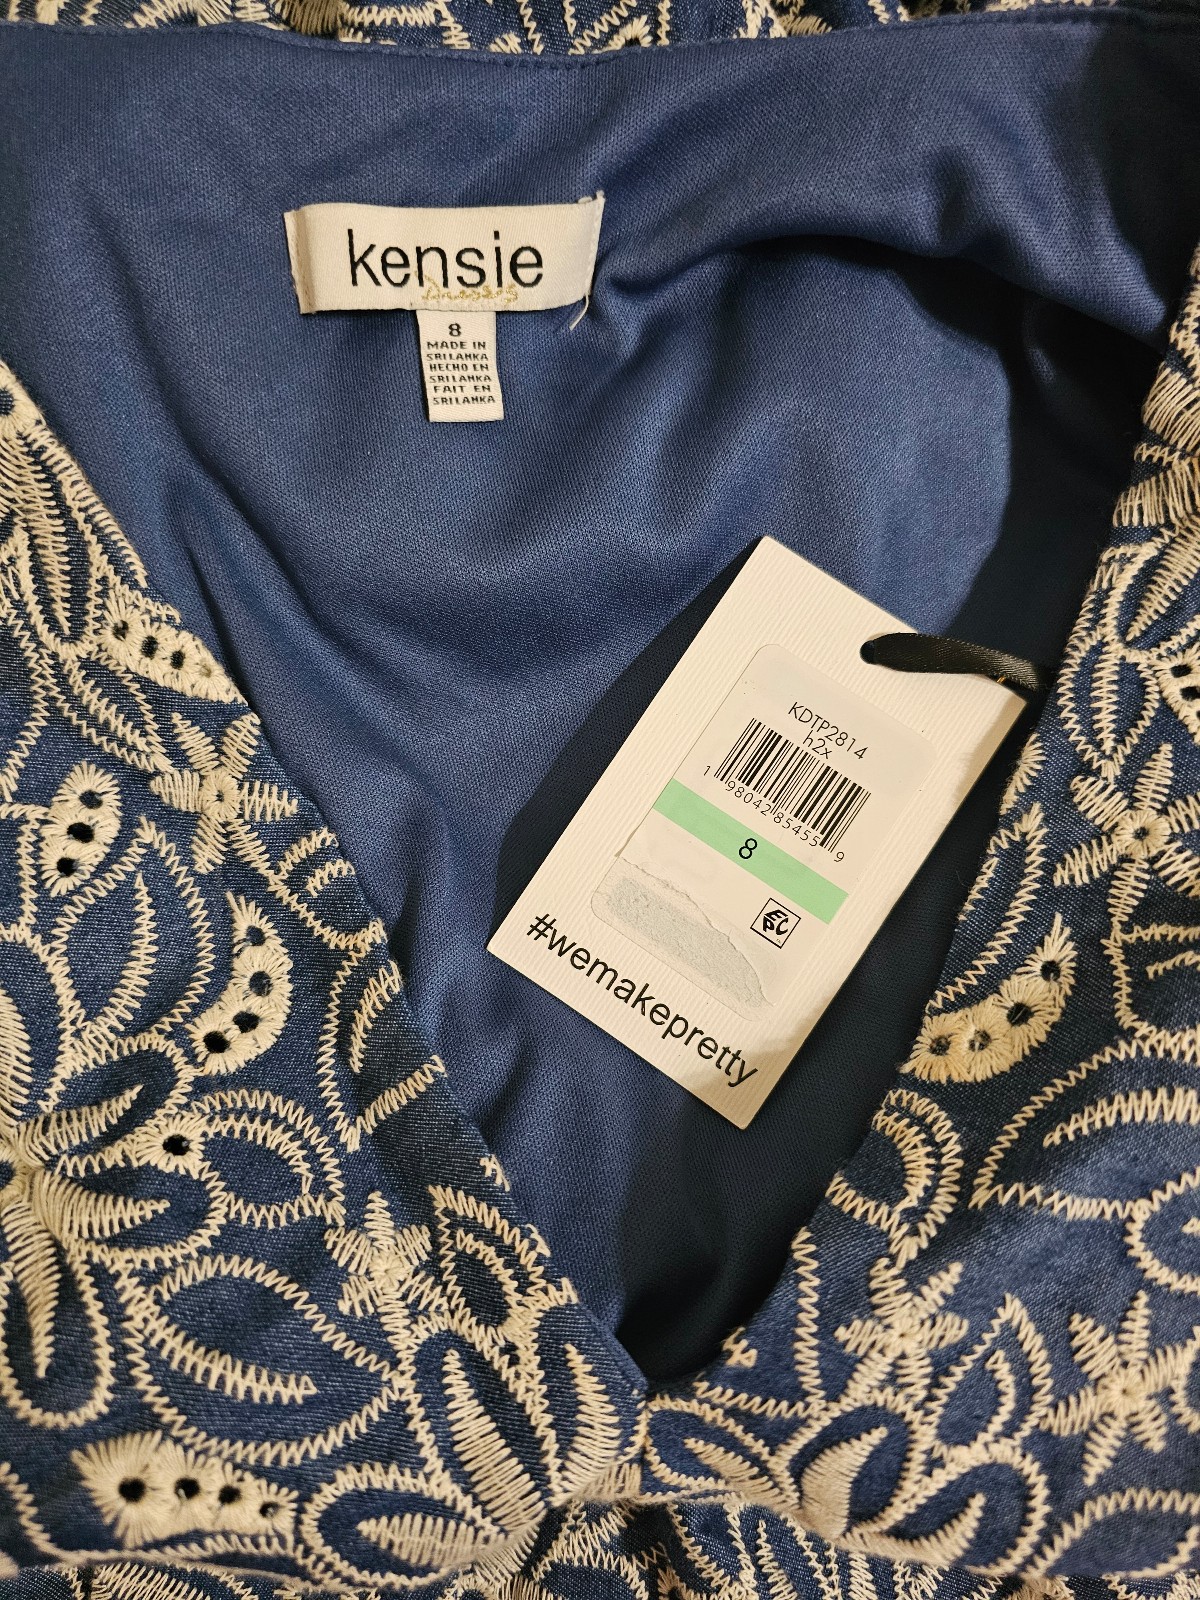 kensie
Dresses
8
MADE IN
SRI LANKA
HECHO EN
SRI LANKA
FAIT EN
SRI LANKA
KDTP2814
h2x
1 98042 85455 9
8
#wemakepretty